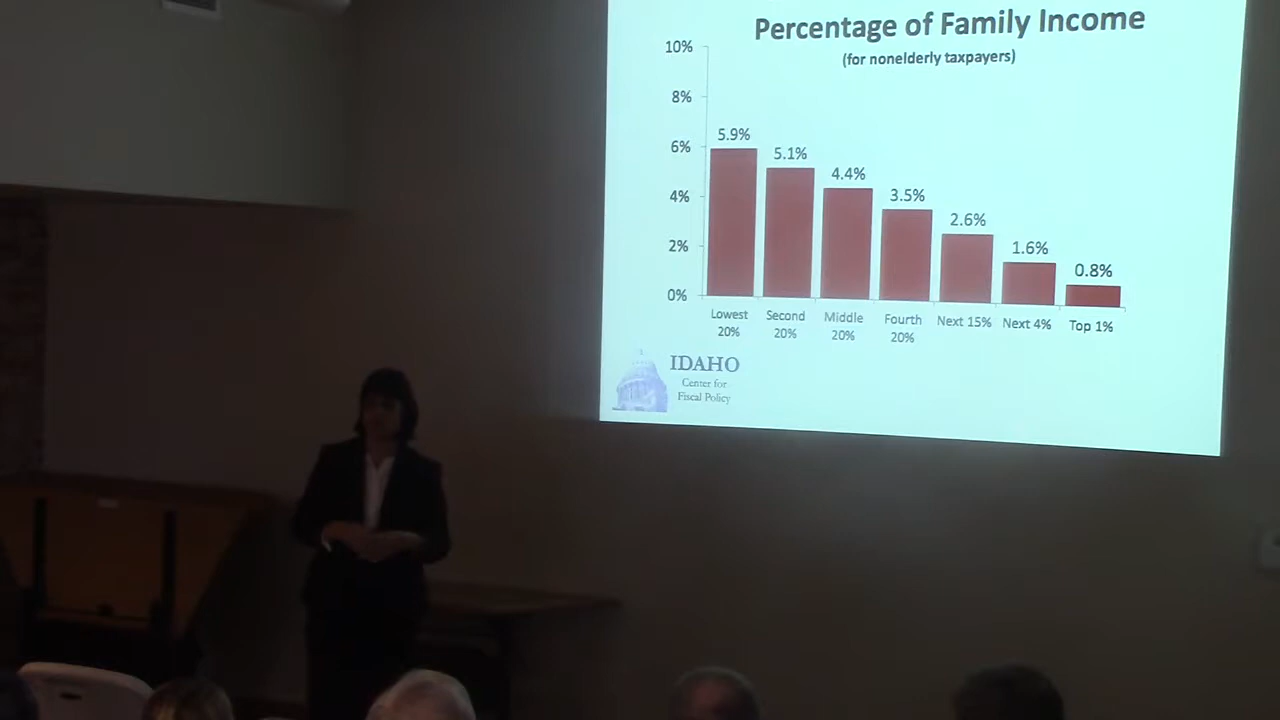 Percentage of Family Income
(for nonelderly taxpayers)
10%
8%
6%
4%
2%
0%
5.9%
5.1%
4.4%
3.5%
2.6%
1.6%
0.8%
Lowest
20%
Second
20%
Middle
20%
Fourth
20%
Next 15%
Next 4%
Top 1%
IDAHO
Center for
Fiscal Policy